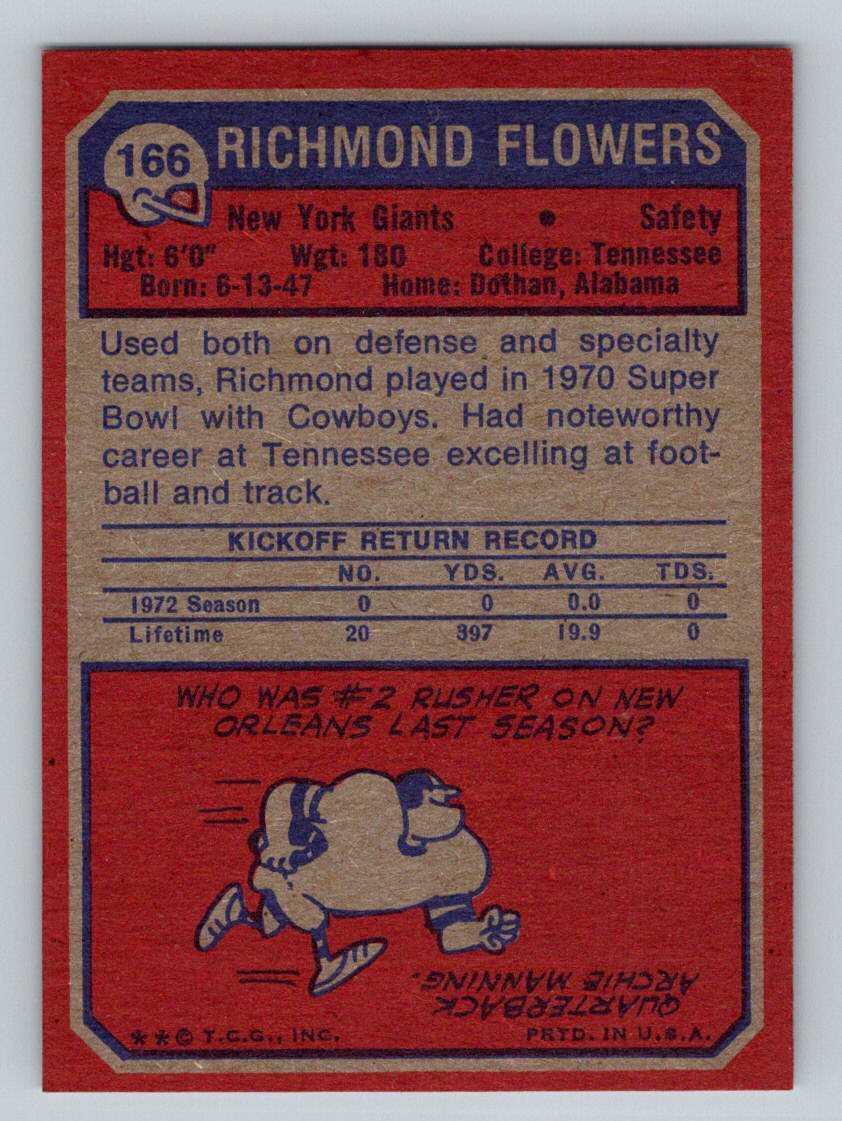 166 RICHMOND FLOWERS
New York Giants • Safety
Hgt: 6'0" Wgt: 180 College: Tennessee
Born: 6-13-47 Home: Dothan, Alabama
Used both on defense and specialty
teams, Richmond played in 1970 Super
Bowl with Cowboys. Had noteworthy
career at Tennessee excelling at foot-
ball and track.
KICKOFF RETURN RECORD
NO. YDS. AVG. TDS.
1972 Season 0 0 0.0 0
Lifetime 20 397 19.9 0
WHO WAS #2 RUSHER ON NEW
ORLEANS LAST SEASON?
QUARTERBACK
ARCHIE MANNING.
**© T.C.G., INC. PRTD. IN U.S.A.